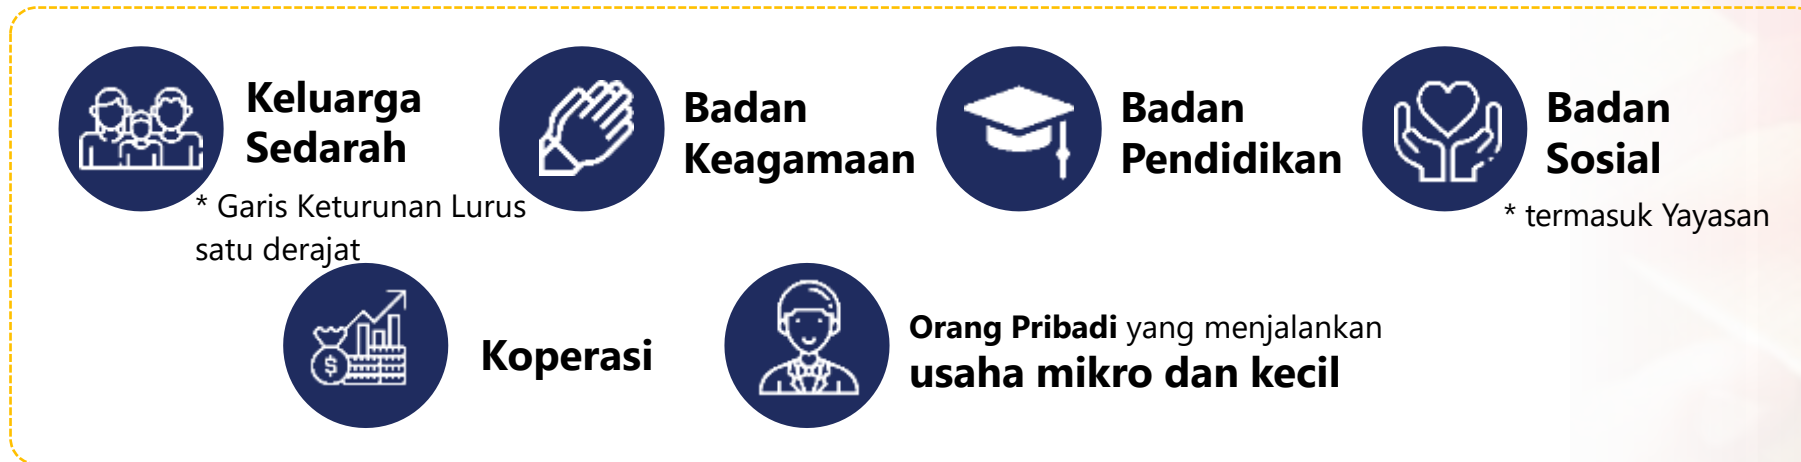 Keluarga
Sedarah
* Garis Keturunan Lurus
satu derajat
Badan
Keagamaan
Badan
Pendidikan
Badan
Sosial
* termasuk Yayasan
$
Koperasi
Orang Pribadi yang menjalankan
usaha mikro dan kecil